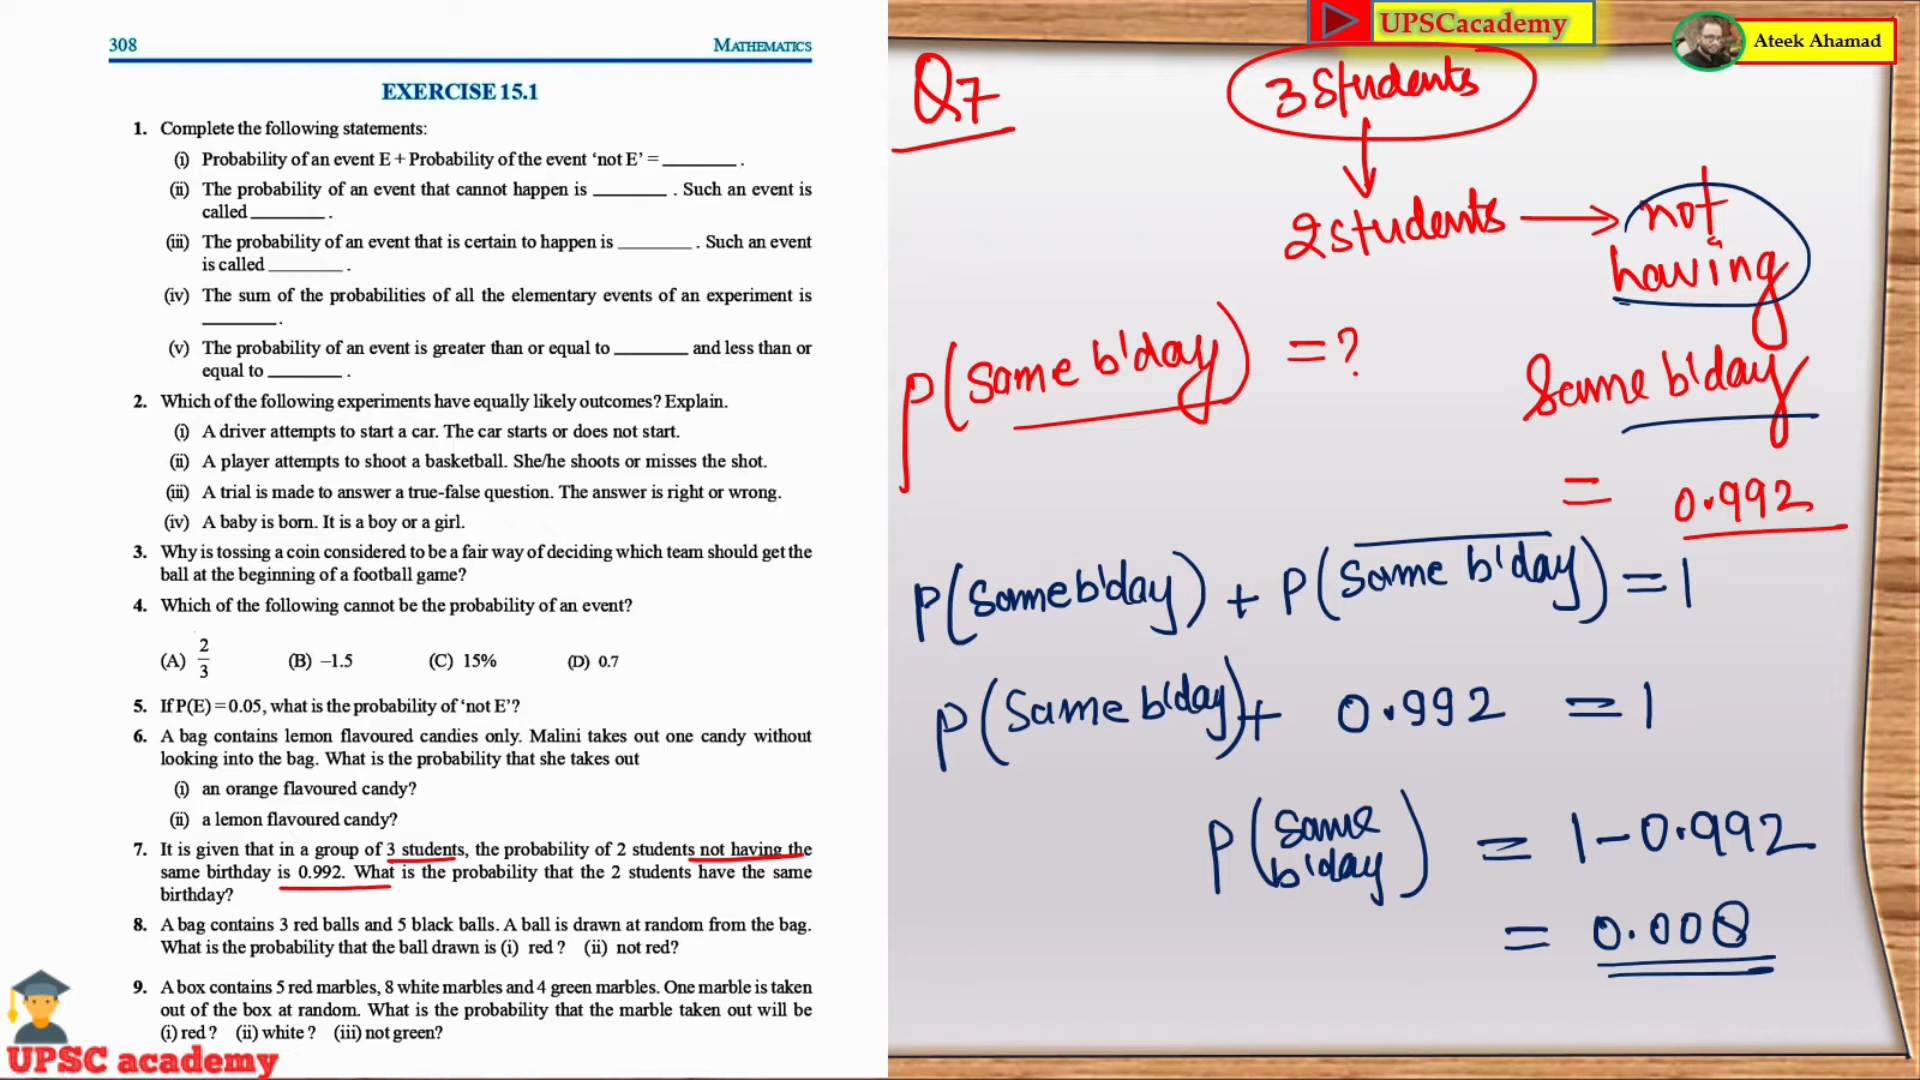 308 MATHEMATICS
EXERCISE 15.1
1. Complete the following statements:
(i) Probability of an event E + Probability of the event ‘not E’ = ________ .
(ii) The probability of an event that cannot happen is ________ . Such an event is
called ________ .
(iii) The probability of an event that is certain to happen is ________ . Such an event
is called ________ .
(iv) The sum of the probabilities of all the elementary events of an experiment is
________ .
(v) The probability of an event is greater than or equal to ________ and less than or
equal to ________ .
2. Which of the following experiments have equally likely outcomes? Explain.
(i) A driver attempts to start a car. The car starts or does not start.
(ii) A player attempts to shoot a basketball. She/he shoots or misses the shot.
(iii) A trial is made to answer a true-false question. The answer is right or wrong.
(iv) A baby is born. It is a boy or a girl.
3. Why is tossing a coin considered to be a fair way of deciding which team should get the
ball at the beginning of a football game?
4. Which of the following cannot be the probability of an event?
(A) 2/3 (B) –1.5 (C) 15% (D) 0.7
5. If P(E) = 0.05, what is the probability of ‘not E’?
6. A bag contains lemon flavoured candies only. Malini takes out one candy without
looking into the bag. What is the probability that she takes out
(i) an orange flavoured candy?
(ii) a lemon flavoured candy?
7. It is given that in a group of 3 students, the probability of 2 students not having the
same birthday is 0.992. What is the probability that the 2 students have the same
birthday?
8. A bag contains 3 red balls and 5 black balls. A ball is drawn at random from the bag.
What is the probability that the ball drawn is (i) red ? (ii) not red?
9. A box contains 5 red marbles, 8 white marbles and 4 green marbles. One marble is taken
out of the box at random. What is the probability that the marble taken out will be
(i) red ? (ii) white ? (iii) not green?
UPSC academy
UPSCacademy
Ateek Ahamad
Q7
3 students
2 students → not
having
same b'day
= 0.992
P(same b'day) = ?
P(same b'day) + P(same b'day) = 1
P(same b'day) + 0.992 = 1
P(same
b'day) = 1 - 0.992
= 0.008